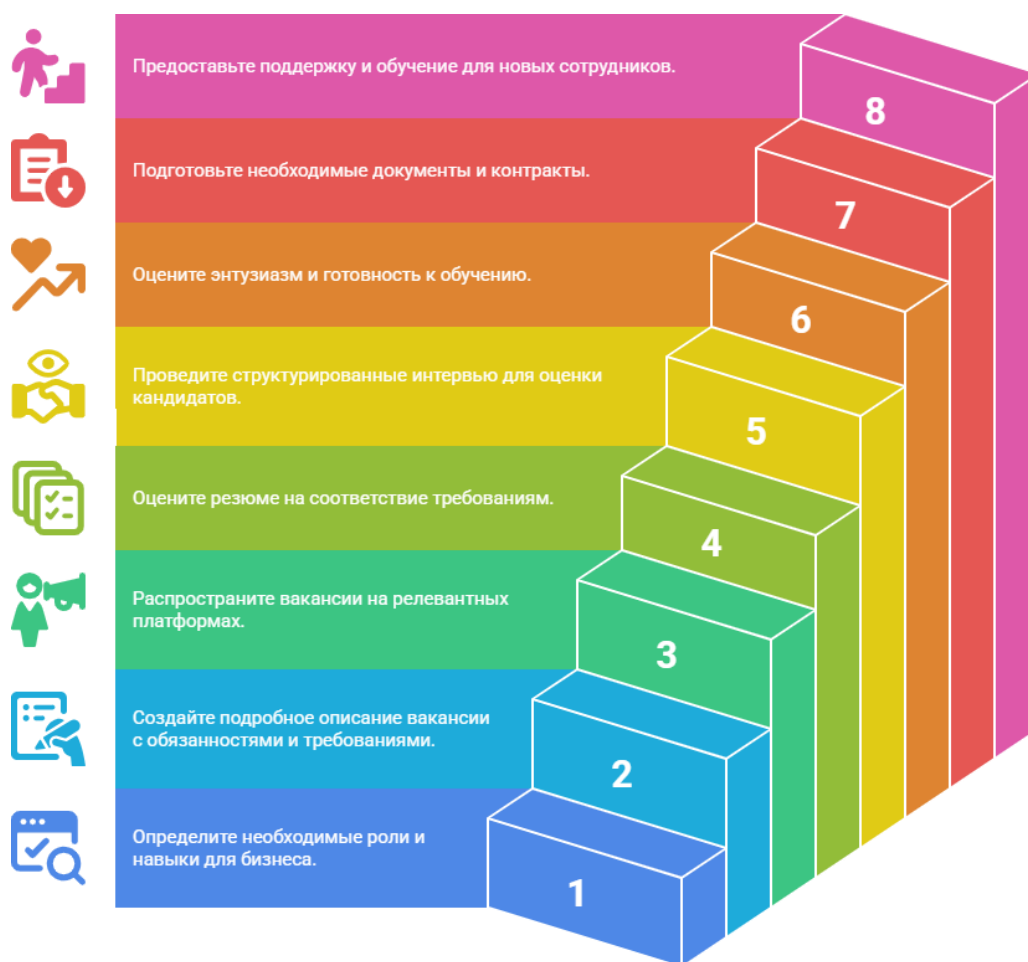 Предоставьте поддержку и обучение для новых сотрудников.
8
Подготовьте необходимые документы и контракты.
7
Оцените энтузиазм и готовность к обучению.
6
Проведите структурированные интервью для оценки
кандидатов.
5
Оцените резюме на соответствие требованиям.
4
Распространите вакансии на релевантных
платформах.
3
Создайте подробное описание вакансии
с обязанностями и требованиями.
2
Определите необходимые роли и
навыки для бизнеса.
1